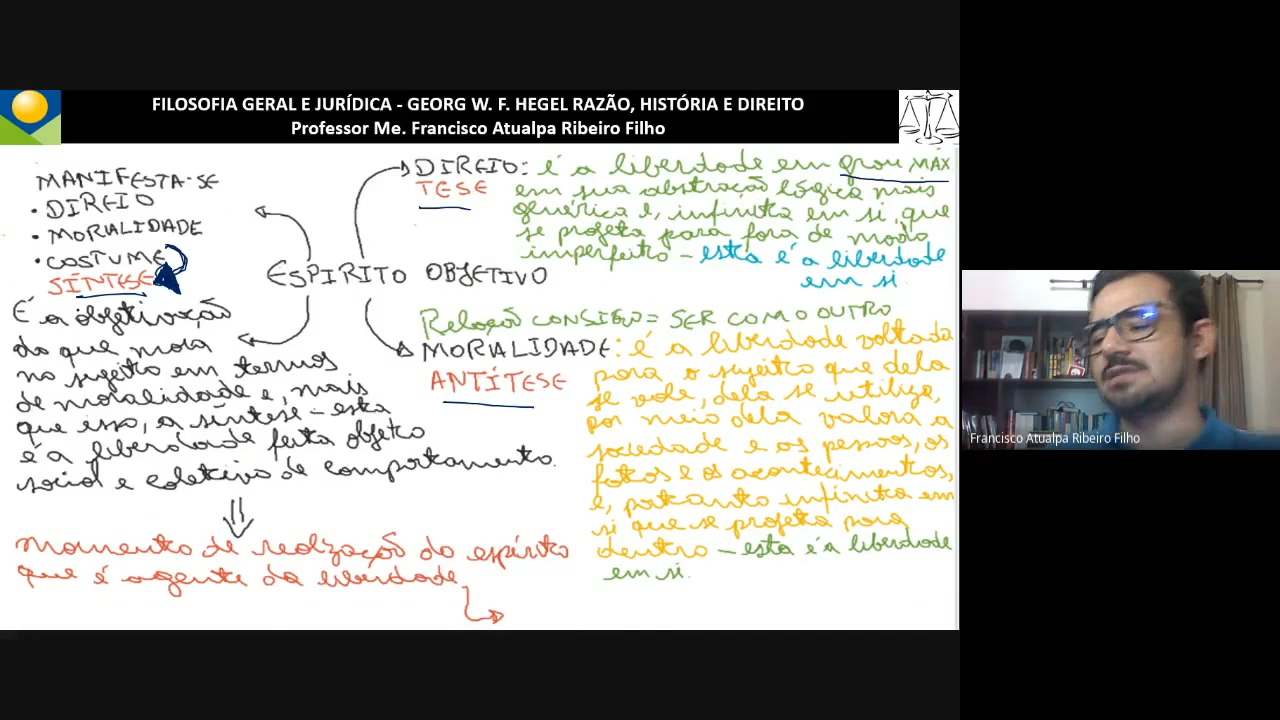 FILOSOFIA GERAL E JURÍDICA - GEORG W. F. HEGEL RAZÃO, HISTÓRIA E DIREITO
Professor Me. Francisco Atualpa Ribeiro Filho
MANIFESTA-SE
• DIREIO
• MORALIDADE
• COSTUME
SÍNTESE
É a objetivação
do que mora
no sujeito em termos
de moralidade e, mais
que isso, a síntese - esta
é a liberdade feita objeto
social e coletivo de comportamento.
Momento de realização do espírito
que é agente da liberdade
ESPIRITO OBJETIVO
DIREIO: é a liberdade em grau MAX
TESE
em sua abstração lógica mais
genérica e, infinita em si, que
se projeta para fora de modo
imperfeito - esta é a liberdade
em si.
Relação CONSIGO = SER COM O OUTRO
MORALIDADE: é a liberdade voltada
ANTÍTESE
para o sujeito que dela
se vale, dela se utiliza,
por meio dela valora a
sociedade e as pessoas, os
fatos e os acontecimentos,
e, portanto infinita em
si que se projeta para
dentro - esta é a liberdade
em si.
Francisco Atualpa Ribeiro Filho